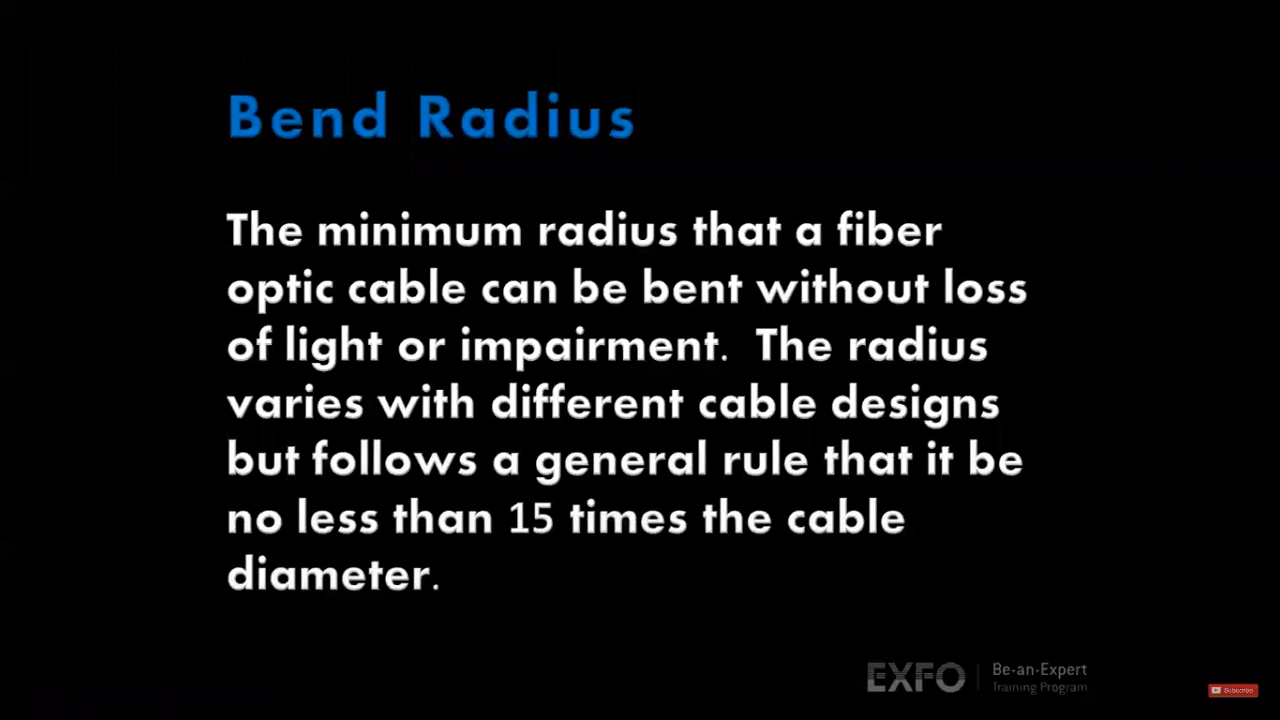 Bend Radius
The minimum radius that a fiber
optic cable can be bent without loss
of light or impairment.  The radius
varies with different cable designs
but follows a general rule that it be
no less than 15 times the cable
diameter.
EXFO
Be-an-Expert
Training Program
Subscribe